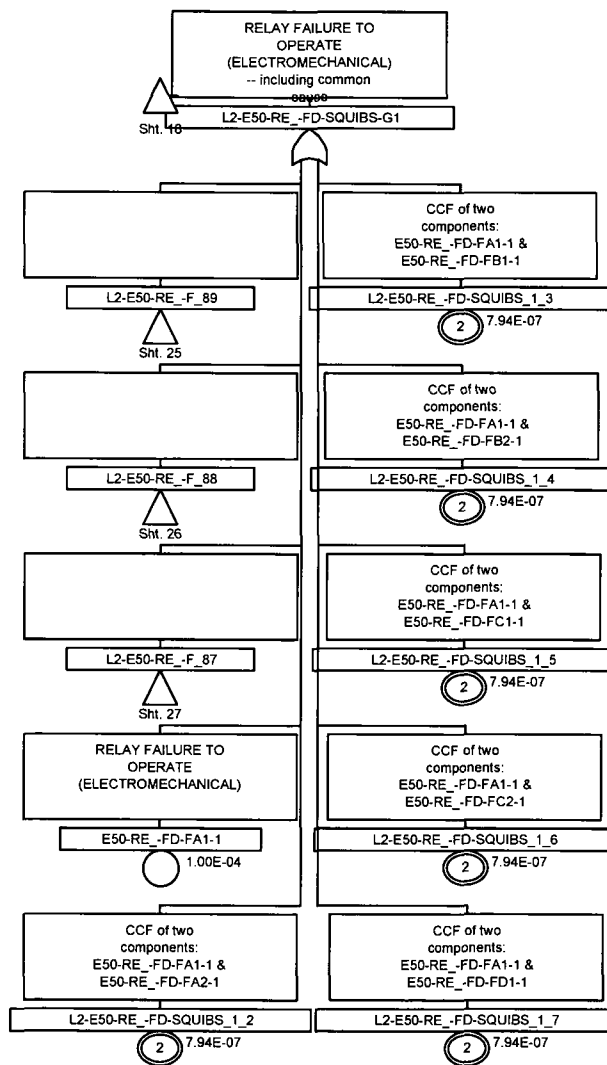 RELAY FAILURE TO
OPERATE
(ELECTROMECHANICAL)
-- including common
cause
Sht. 18
L2-E50-RE_-FD-SQUIBS-G1
L2-E50-RE_-F_89
Sht. 25
CCF of two
components:
E50-RE_-FD-FA1-1 &
E50-RE_-FD-FB1-1
L2-E50-RE_-FD-SQUIBS_1_3
2
7.94E-07
L2-E50-RE_-F_88
Sht. 26
CCF of two
components:
E50-RE_-FD-FA1-1 &
E50-RE_-FD-FB2-1
L2-E50-RE_-FD-SQUIBS_1_4
2
7.94E-07
L2-E50-RE_-F_87
Sht. 27
CCF of two
components:
E50-RE_-FD-FA1-1 &
E50-RE_-FD-FC1-1
L2-E50-RE_-FD-SQUIBS_1_5
2
7.94E-07
RELAY FAILURE TO
OPERATE
(ELECTROMECHANICAL)
E50-RE_-FD-FA1-1
1.00E-04
CCF of two
components:
E50-RE_-FD-FA1-1 &
E50-RE_-FD-FC2-1
L2-E50-RE_-FD-SQUIBS_1_6
2
7.94E-07
CCF of two
components:
E50-RE_-FD-FA1-1 &
E50-RE_-FD-FA2-1
L2-E50-RE_-FD-SQUIBS_1_2
2
7.94E-07
CCF of two
components:
E50-RE_-FD-FA1-1 &
E50-RE_-FD-FD1-1
L2-E50-RE_-FD-SQUIBS_1_7
2
7.94E-07